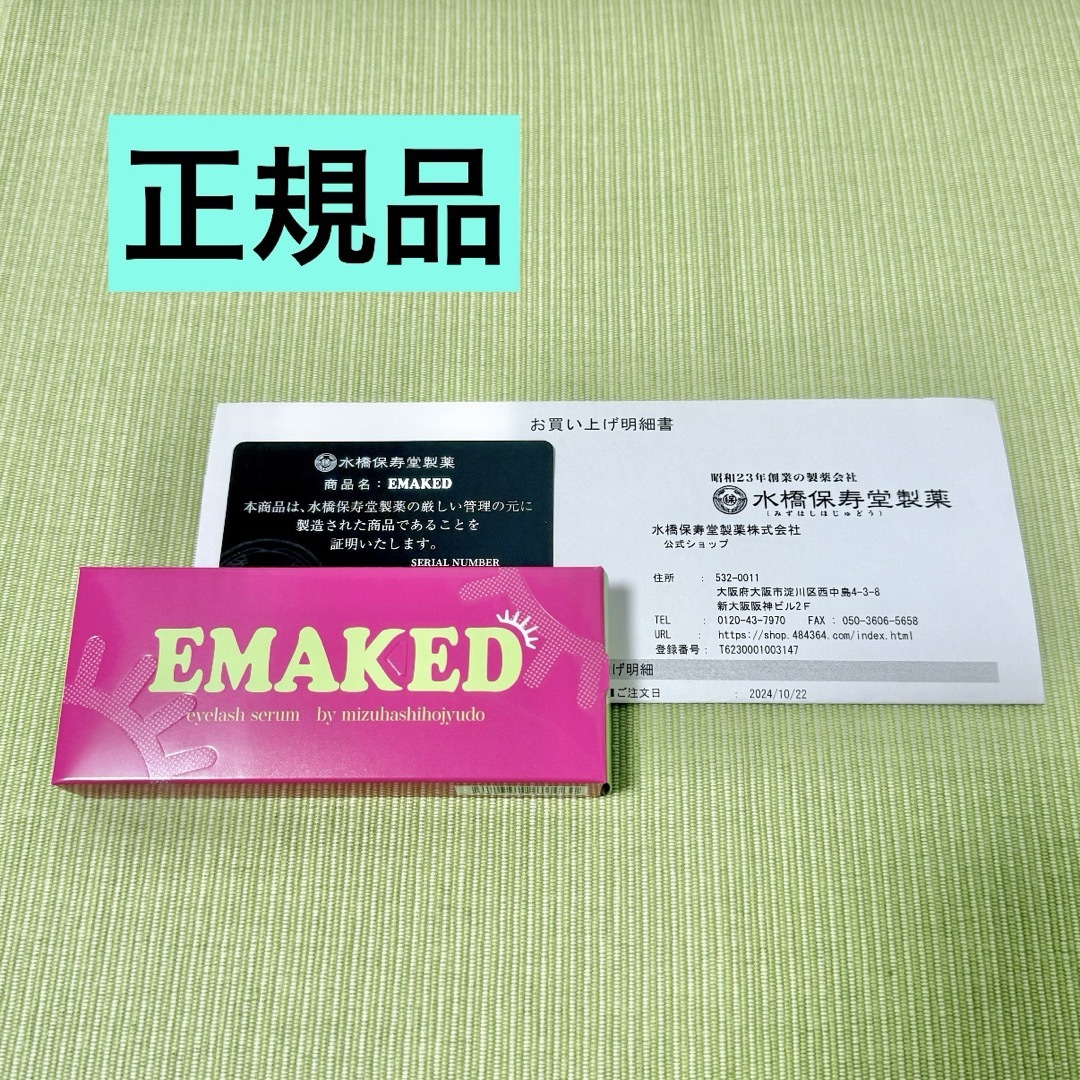 正規品
お買い上げ明細書
水橋保寿堂製薬
商品名：EMAKED
本商品は、水橋保寿堂製薬の厳しい管理の元に
製造された商品であることを
証明いたします。
SERIAL NUMBER
昭和23年創業の製薬会社
水橋保寿堂製薬
（みずはしほじゅどう）
水橋保寿堂製薬株式会社
公式ショップ
住所 ： 532-0011
大阪府大阪市淀川区西中島4-3-8
新大阪阪神ビル2F
TEL ： 0120-43-7970 FAX：050-3606-5658
URL ： https://shop.484364.com/index.html
登録番号： T6230001003147
げ明細
■ご注文日 ： 2024/10/22
EMAKED
eyelash serum by mizuhashihojyudo